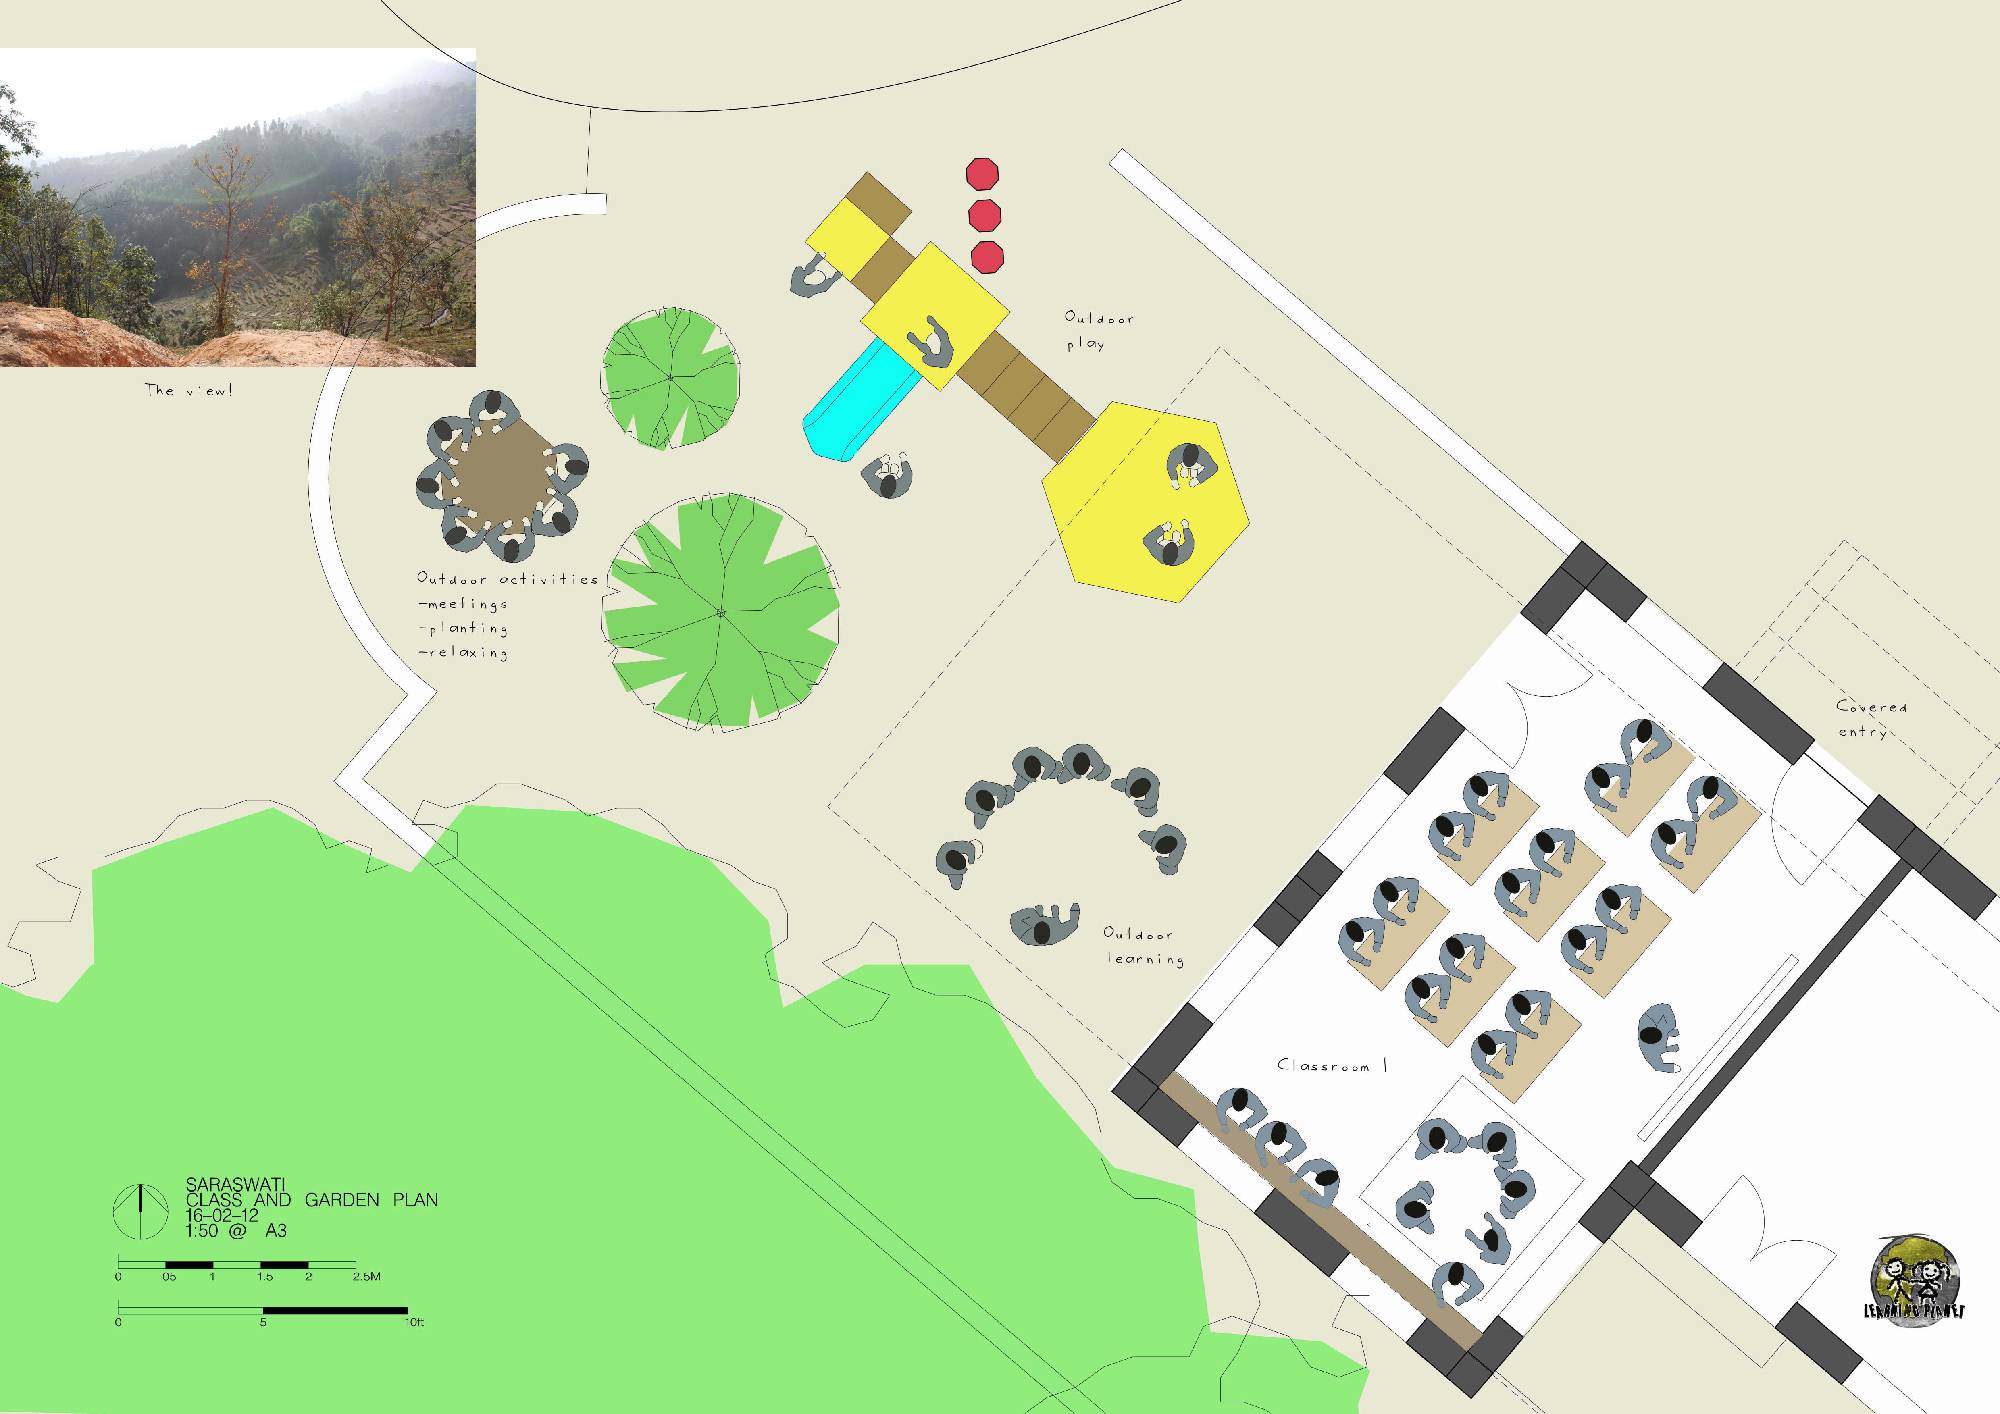 The view!
Outdoor
play
Outdoor activities
-meetings
-planting
-relaxing
Covered
entry
Outdoor
learning
Classroom 1
SARASWATI
CLASS AND GARDEN PLAN
16-02-12
1:50 @ A3
0 05 1 1.5 2 2.5M
0 5 10ft
LEARNING PLANET